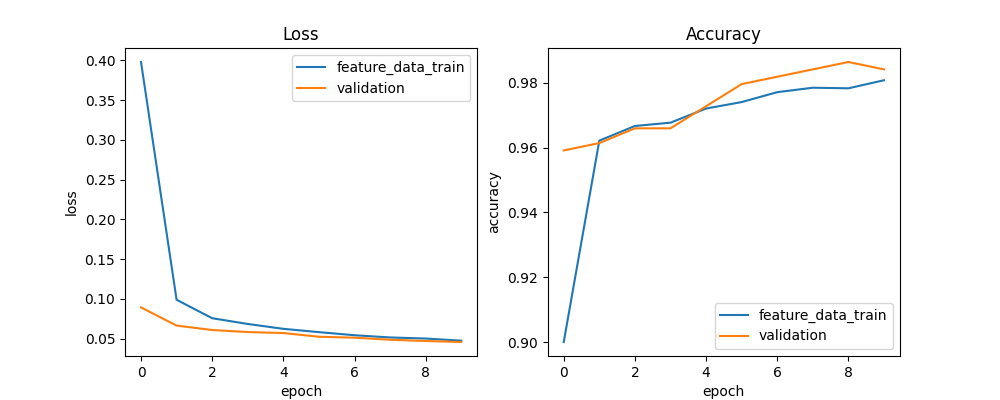 Loss
0.40
0.35
0.30
0.25
0.20
0.15
0.10
0.05
loss
0 2 4 6 8
epoch
feature_data_train
validation
Accuracy
0.98
0.96
0.94
0.92
0.90
accuracy
0 2 4 6 8
epoch
feature_data_train
validation